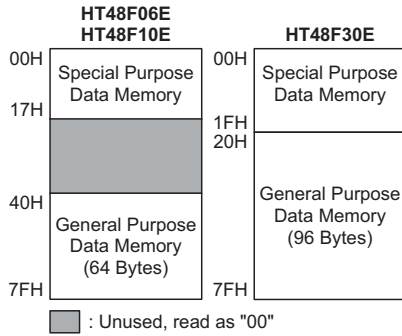 HT48F06E
HT48F10E
00H
Special Purpose
Data Memory
17H
40H
General Purpose
Data Memory
(64 Bytes)
7FH
HT48F30E
00H
Special Purpose
Data Memory
1FH
20H
General Purpose
Data Memory
(96 Bytes)
7FH
: Unused, read as "00"